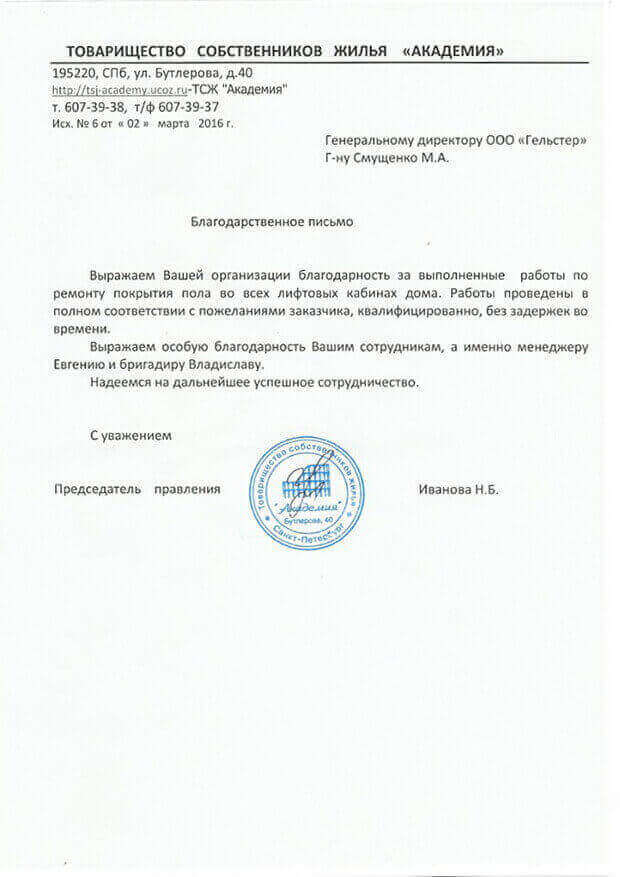 ТОВАРИЩЕСТВО СОБСТВЕННИКОВ ЖИЛЬЯ «АКАДЕМИЯ»
195220, СПб, ул. Бутлерова, д.40
http://tsj-academy.ucoz.ru-ТСЖ "Академия"
т. 607-39-38, т/ф 607-39-37
Исх. № 6 от « 02 » марта 2016 г.
Генеральному директору ООО «Гельстер»
Г-ну Смущенко М.А.
Благодарственное письмо
Выражаем Вашей организации благодарность за выполненные работы по
ремонту покрытия пола во всех лифтовых кабинах дома. Работы проведены в
полном соответствии с пожеланиями заказчика, квалифицированно, без задержек во
времени.
Выражаем особую благодарность Вашим сотрудникам, а именно менеджеру
Евгению и бригадиру Владиславу.
Надеемся на дальнейшее успешное сотрудничество.
С уважением
Председатель правления
Иванова Н.Б.
Товарищество собственников жилья
"Академия"
Бутлерова, 40
Санкт-Петербург